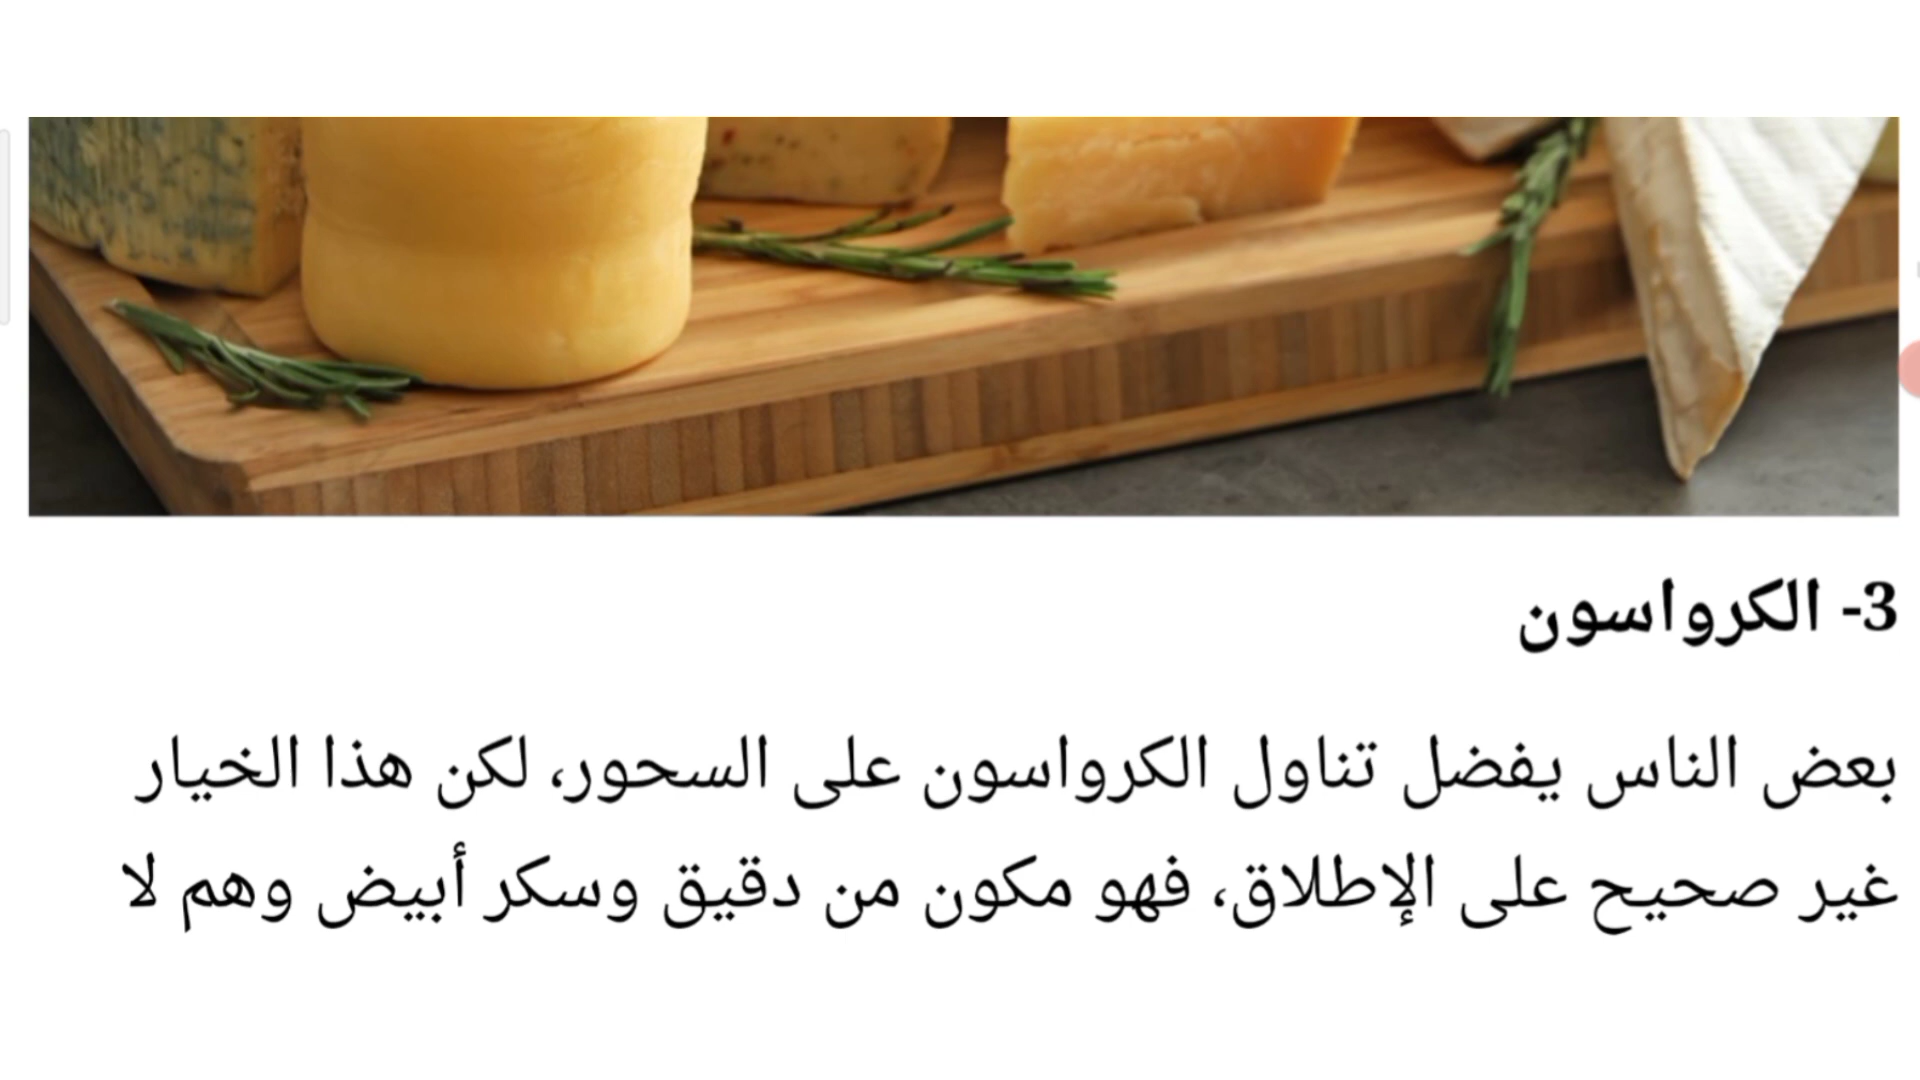 3- الكرواسون
بعض الناس يفضل تناول الكرواسون على السحور، لكن هذا الخيار
غير صحيح على الإطلاق، فهو مكون من دقيق وسكر أبيض وهم لا